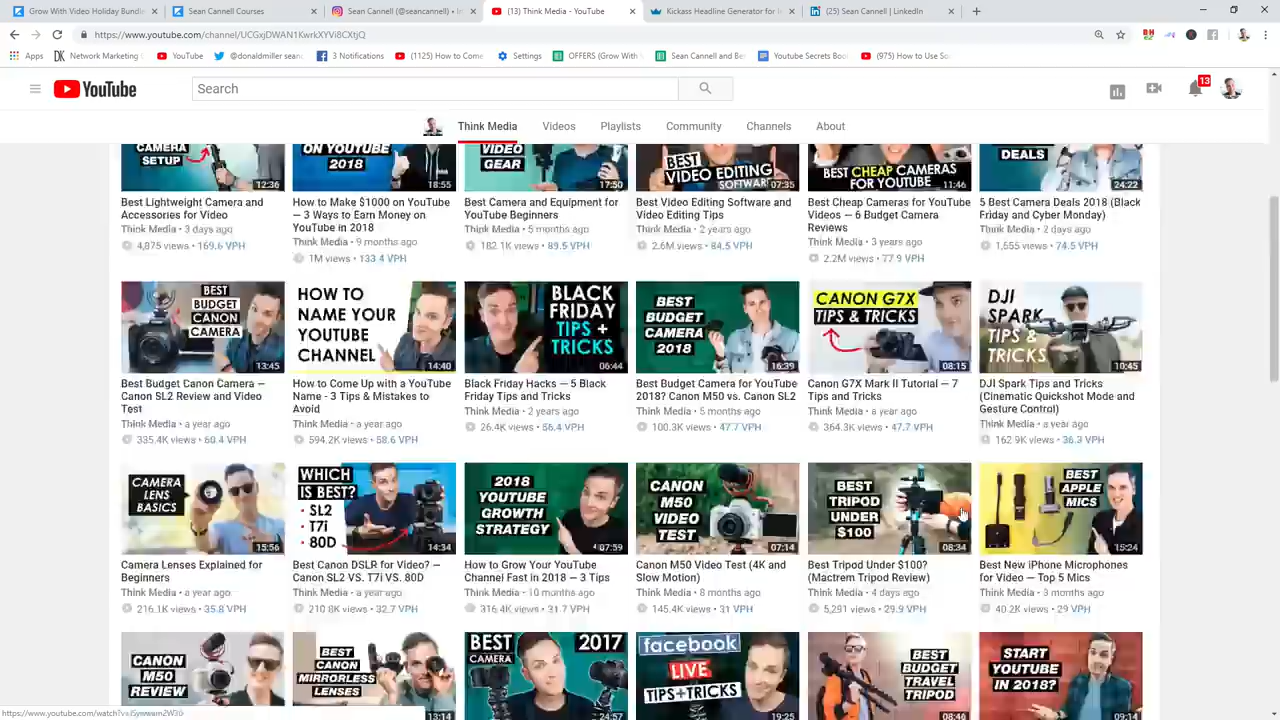 Grow With Video Holiday Bundl
Sean Cannell Courses
Sean Cannell (@seancannell) • In
(13) Think Media - YouTube
Kickass Headline Generator for I
(25) Sean Cannell | LinkedIn
https://www.youtube.com/channel/UCGxjDWAN1KwrkXYVi8CXtjQ
Apps
Network Marketing
YouTube
@donaldmiller sean
3 Notifications
(1125) How to Come
Settings
OFFERS (Grow With
Sean Cannell and Be
Youtube Secrets Boo
(975) How to Use So
YouTube
Search
13
Think Media
Videos
Playlists
Community
Channels
About
CAMERA
SETUP
12:36
ON YOUTUBE
2018
18:55
VIDEO
GEAR
17:50
BEST
VIDEO EDITING
SOFTWARE
07:35
BEST CHEAP CAMERAS
FOR YOUTUBE
11:46
DEALS
24:22
Best Lightweight Camera and
Accessories for Video
Think Media • 3 days ago
4,875 views • 169.6 VPH
How to Make $1000 on YouTube
— 3 Ways to Earn Money on
YouTube in 2018
Think Media • 9 months ago
1M views • 133.4 VPH
Best Camera and Equipment for
YouTube Beginners
Think Media • 5 months ago
182.1K views • 89.5 VPH
Best Video Editing Software and
Video Editing Tips
Think Media • 2 years ago
2.6M views • 84.5 VPH
Best Cheap Cameras for YouTube
Videos — 6 Budget Camera
Reviews
Think Media • 3 years ago
2.2M views • 77.9 VPH
5 Best Camera Deals 2018 (Black
Friday and Cyber Monday)
Think Media • 2 days ago
1,555 views • 74.5 VPH
BEST
BUDGET
CANON
CAMERA
13:45
HOW TO
NAME YOUR
YOUTUBE
CHANNEL
14:40
BLACK
FRIDAY
TIPS +
TRICKS
06:44
BEST
BUDGET
CAMERA
2018
16:39
CANON G7X
TIPS & TRICKS
08:15
DJI
SPARK
TIPS &
TRICKS
10:45
Best Budget Canon Camera —
Canon SL2 Review and Video
Test
Think Media • a year ago
335.4K views • 60.4 VPH
How to Come Up with a YouTube
Name - 3 Tips & Mistakes to
Avoid
Think Media • a year ago
594.2K views • 58.6 VPH
Black Friday Hacks — 5 Black
Friday Tips and Tricks
Think Media • 2 years ago
26.4K views • 56.4 VPH
Best Budget Camera for YouTube
2018? Canon M50 vs. Canon SL2
Think Media • 5 months ago
100.3K views • 47.7 VPH
Canon G7X Mark II Tutorial — 7
Tips and Tricks
Think Media • a year ago
364.3K views • 47.7 VPH
DJI Spark Tips and Tricks
(Cinematic Quickshot Mode and
Gesture Control)
Think Media • a year ago
162.9K views • 36.3 VPH
CAMERA
LENS
BASICS
15:56
WHICH
IS BEST?
• SL2
• T7i
• 80D
14:34
2018
YOUTUBE
GROWTH
STRATEGY
07:59
CANON
M50
VIDEO
TEST
07:14
BEST
TRIPOD
UNDER
$100
08:34
BEST
APPLE
MICS
15:24
Camera Lenses Explained for
Beginners
Think Media • a year ago
216.1K views • 35.8 VPH
Best Canon DSLR for Video? —
Canon SL2 VS. T7i VS. 80D
Think Media • a year ago
210.8K views • 32.7 VPH
How to Grow Your YouTube
Channel Fast in 2018 — 3 Tips
Think Media • 10 months ago
316.4K views • 31.7 VPH
Canon M50 Video Test (4K and
Slow Motion)
Think Media • 8 months ago
145.4K views • 31 VPH
Best Tripod Under $100?
(Mactrem Tripod Review)
Think Media • 4 days ago
5,291 views • 29.9 VPH
Best New iPhone Microphones
for Video — Top 5 Mics
Think Media • 3 months ago
40.2K views • 29 VPH
CANON
M50
REVIEW
BEST
CANON
MIRRORLESS
LENSES
13:14
BEST
CAMERA
2017
24:57
facebook
LIVE
TIPS+TRICKS
19:25
BEST
BUDGET
TRAVEL
TRIPOD
08:46
START
YOUTUBE
IN 2018?
09:14